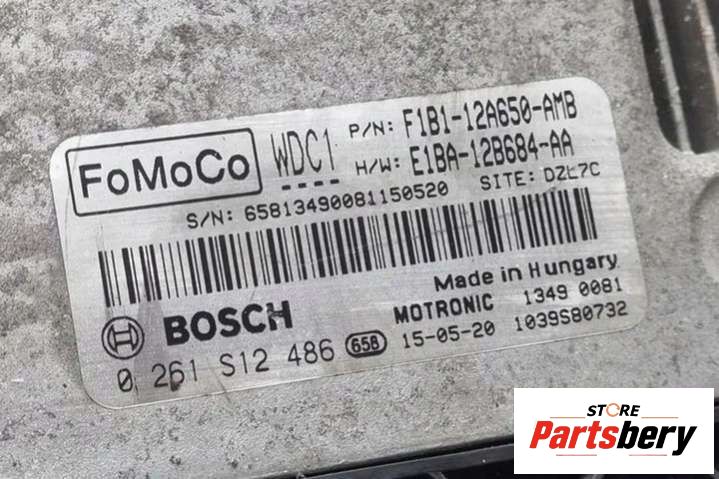 FoMoCo
WDC1
P/N: F1B1-12A650-AMB
H/W: E1BA-12B684-AA
S/N: 65813490081150520 SITE: DZL7C
Made in Hungary
BOSCH MOTRONIC 1349 0081
0 261 S12 486 658 15-05-20 1039S80732
STORE
Partsbery